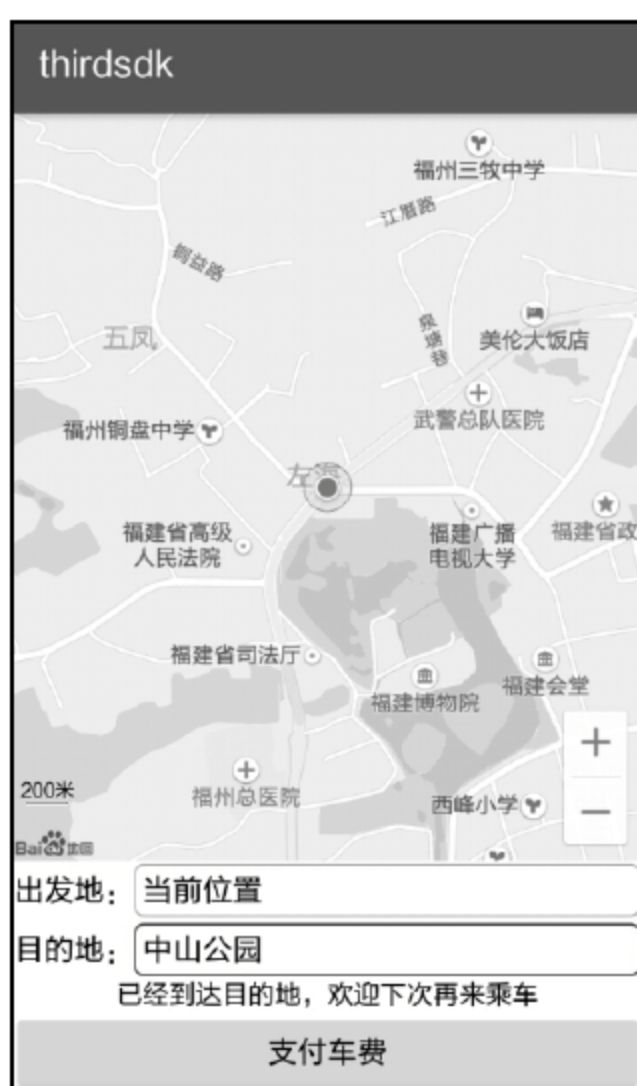 thirdsdk
福州三牧中学
江厝路
铜盘路
泉塘巷
五凤
美伦大饭店
武警总队医院
福州铜盘中学
左海
福建省高级
人民法院
福建广播
电视大学
福建省政
福建省司法厅
福建博物院
福建会堂
福州总医院
西峰小学
200米
Bai 地图
出发地：当前位置
目的地：中山公园
已经到达目的地，欢迎下次再来乘车
支付车费